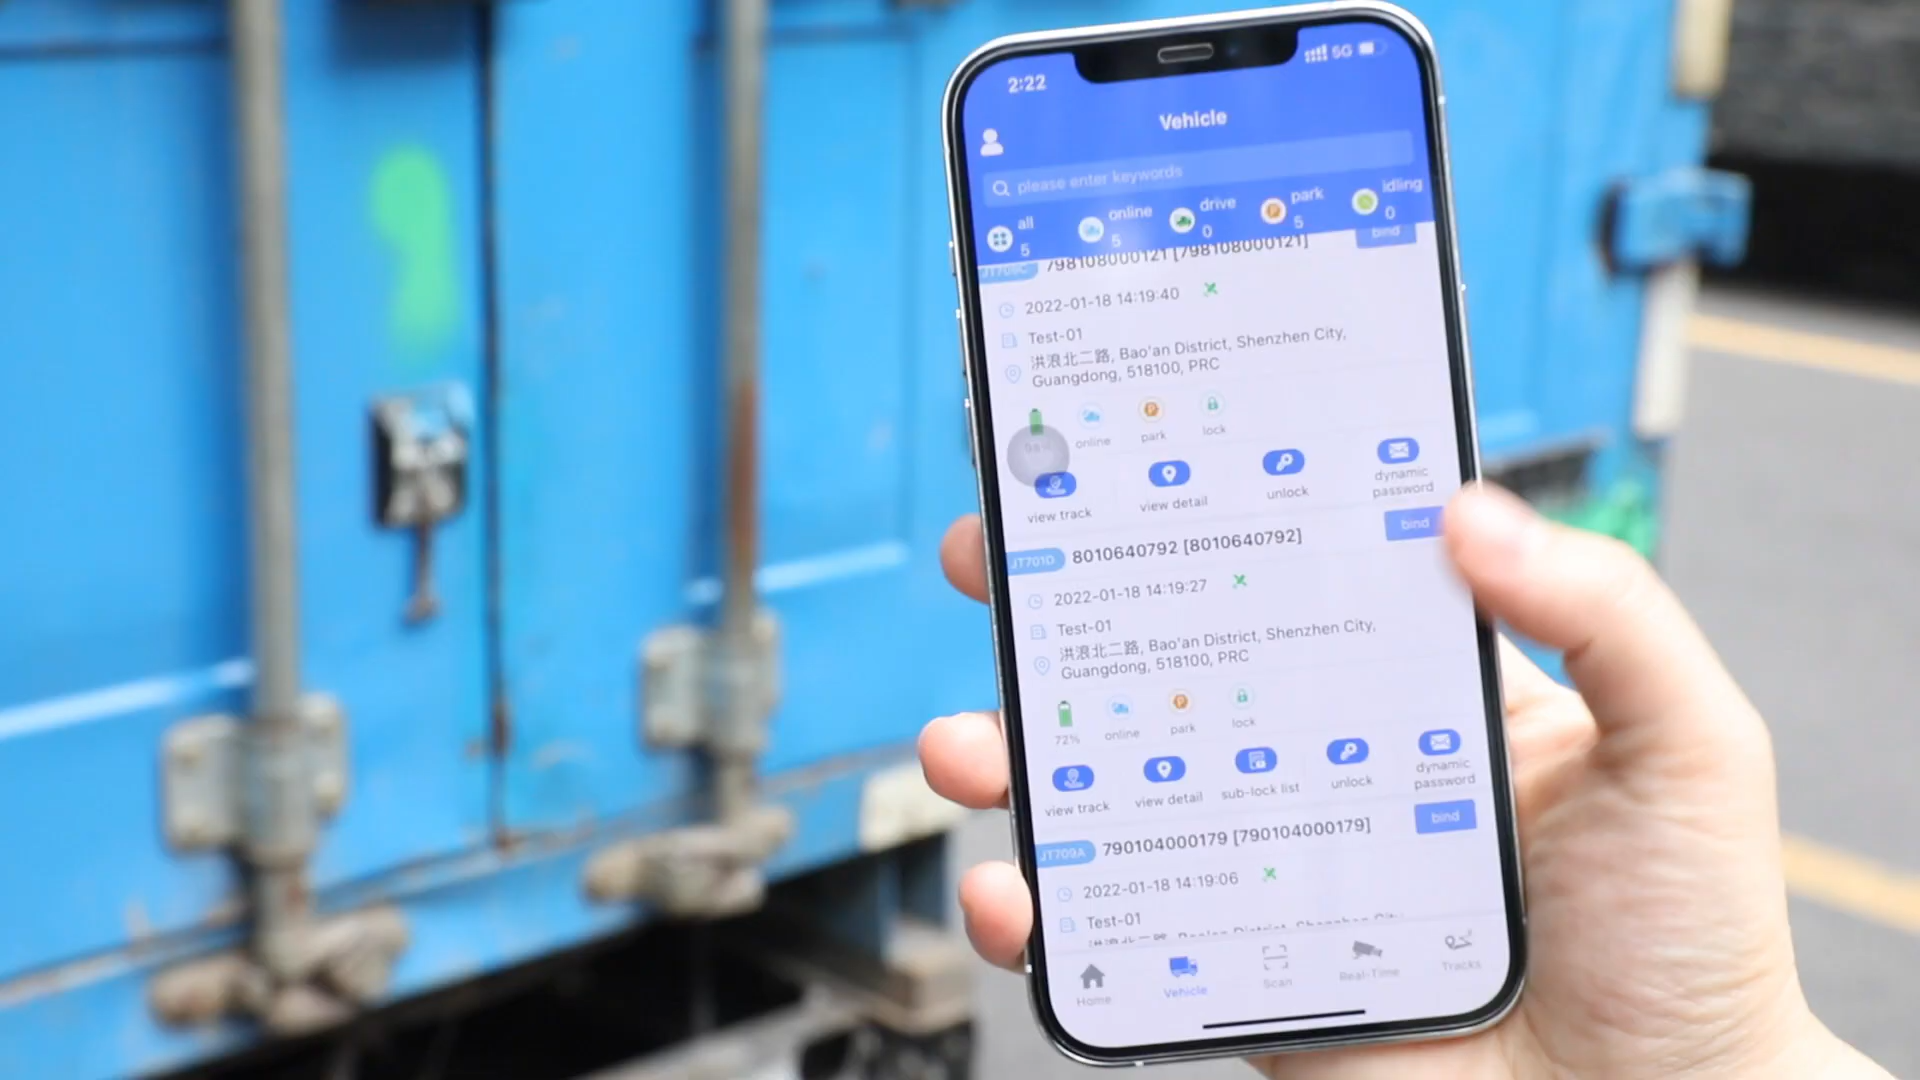 2:22
5G
Vehicle
please enter keywords
all
5
online
5
drive
0
park
5
idling
0
JT709C 798108000121 [798108000121] bind
2022-01-18 14:19:40
Test-01
洪浪北二路, Bao'an District, Shenzhen City,
Guangdong, 518100, PRC
online park lock
view track view detail unlock dynamic
password
JT701D 8010640792 [8010640792] bind
2022-01-18 14:19:27
Test-01
洪浪北二路, Bao'an District, Shenzhen City,
Guangdong, 518100, PRC
72% online park lock
view track view detail sub-lock list unlock dynamic
password
JT709A 790104000179 [790104000179] bind
2022-01-18 14:19:06
Test-01
Home Vehicle Scan Real-Time Tracks